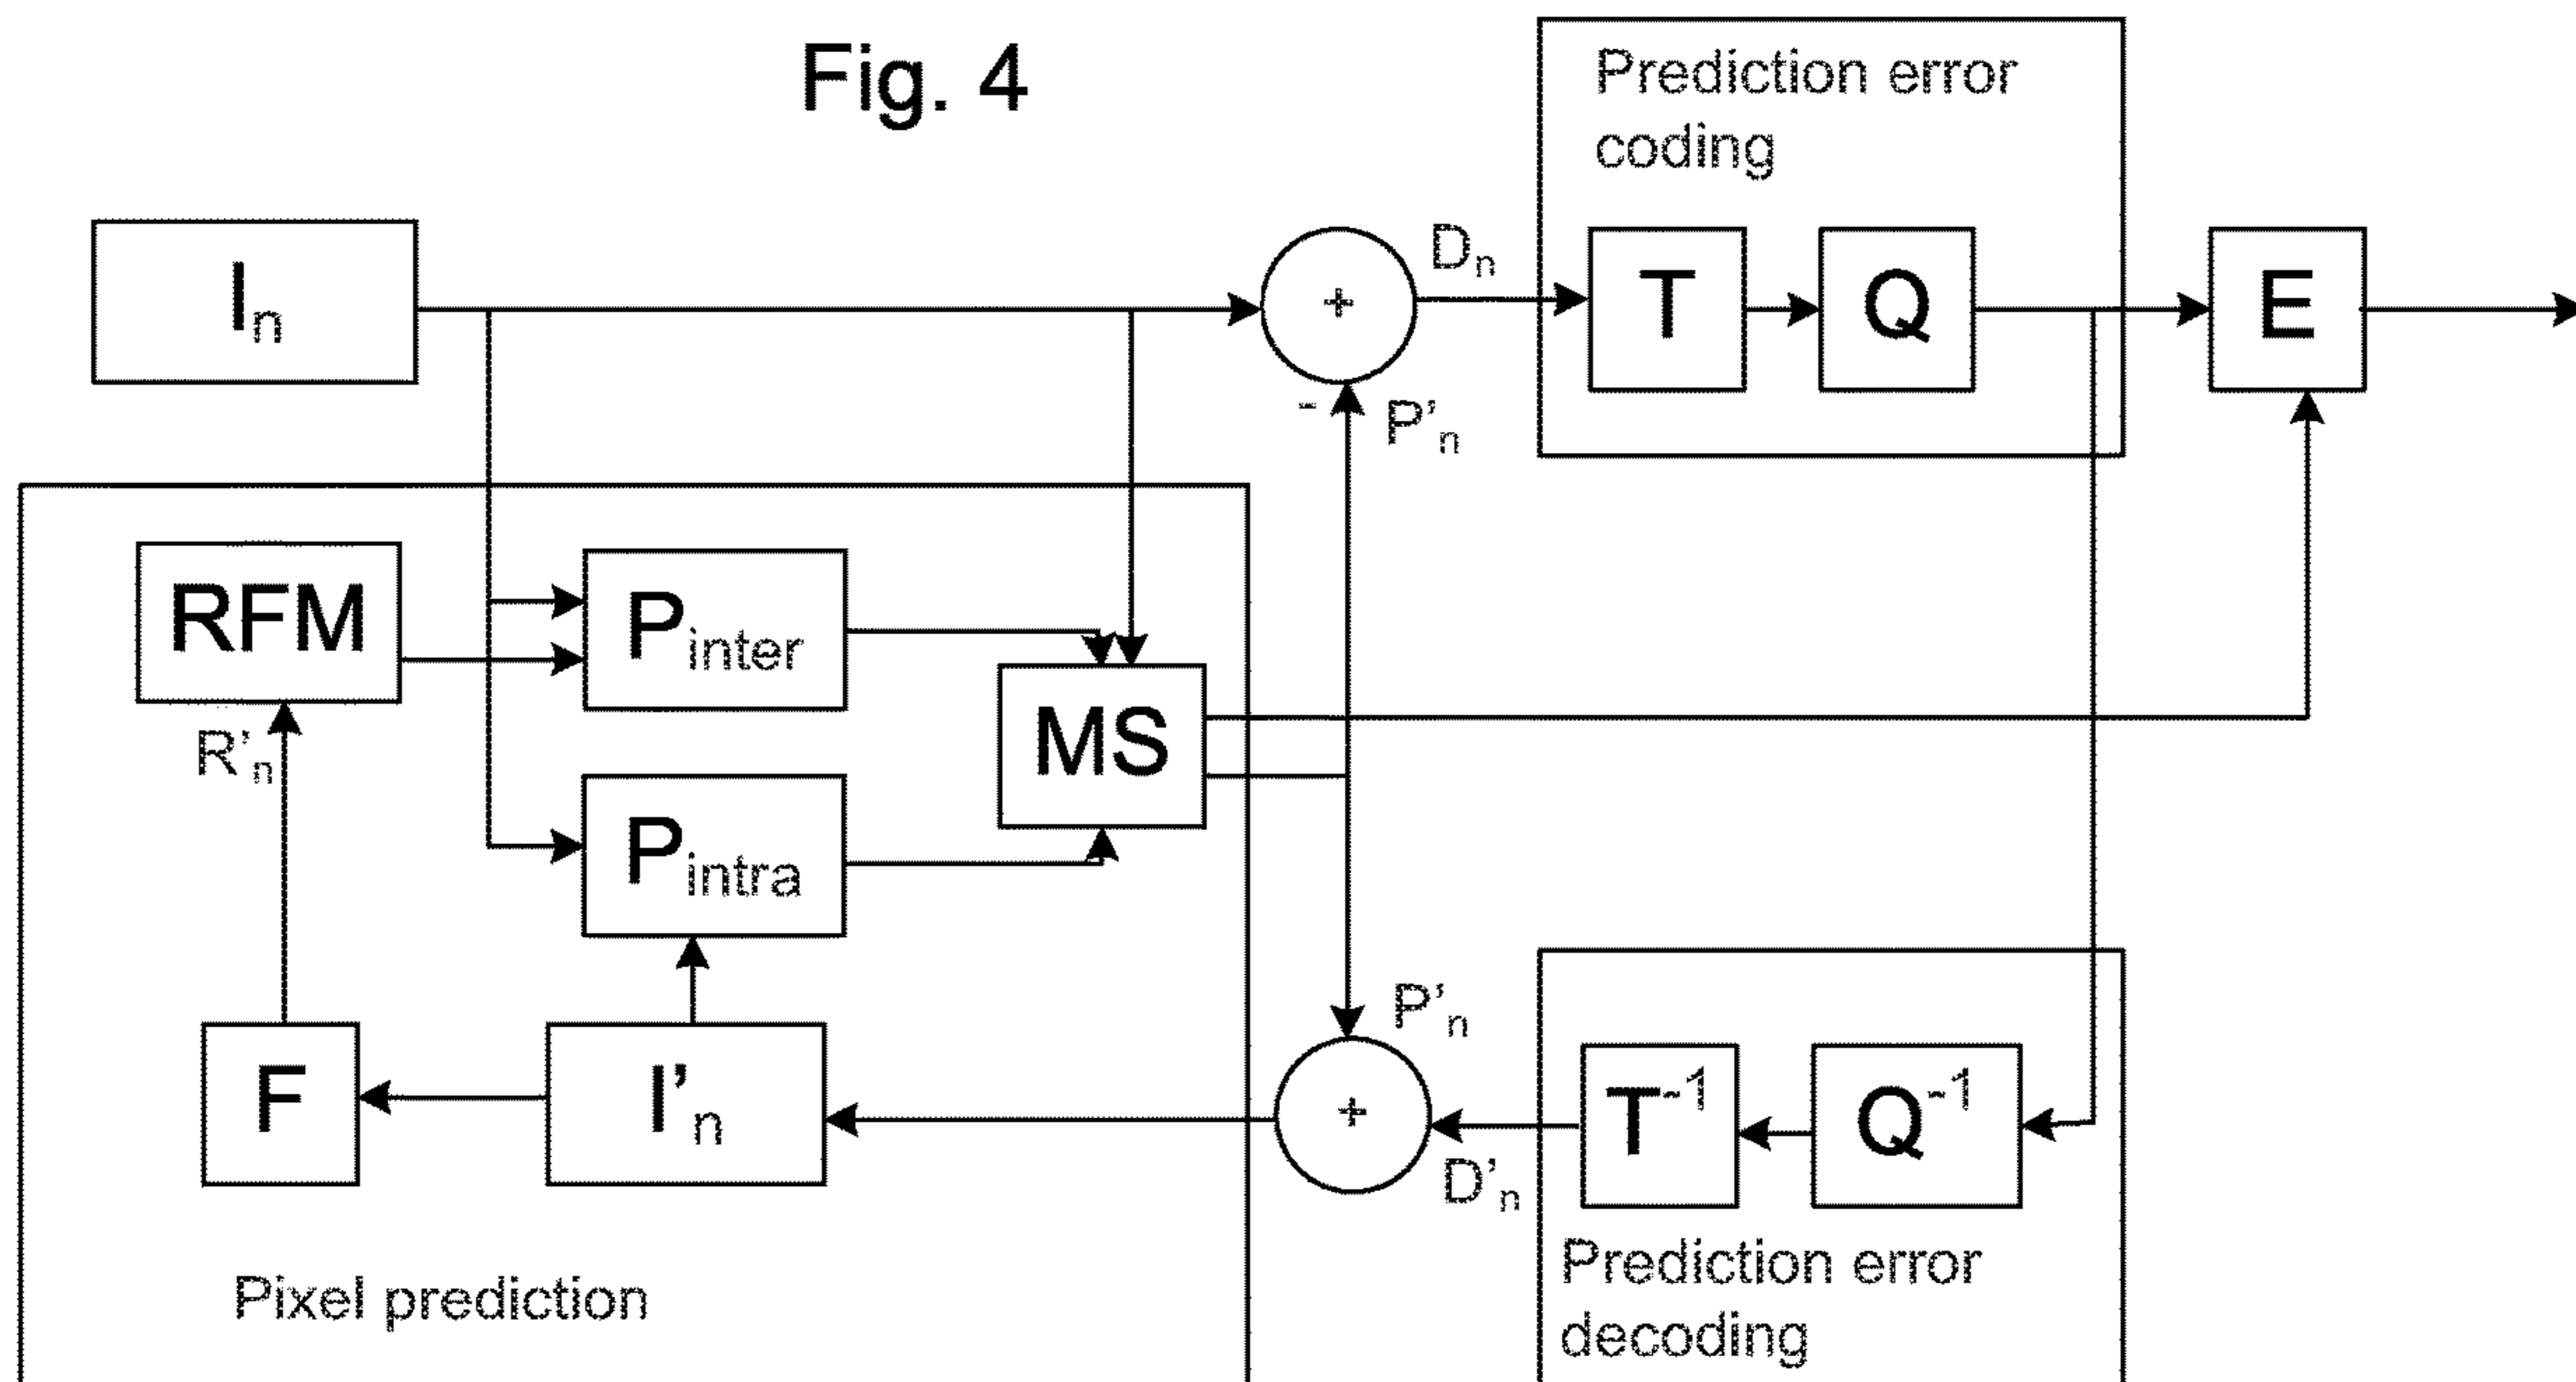 Fig. 4
Prediction error
coding
Iₙ
+
Dₙ
T
Q
E
-
P'ₙ
RFM
Pinter
R'ₙ
MS
Pintra
P'ₙ
F
I'ₙ
+
D'ₙ
T⁻¹
Q⁻¹
Prediction error
decoding
Pixel prediction